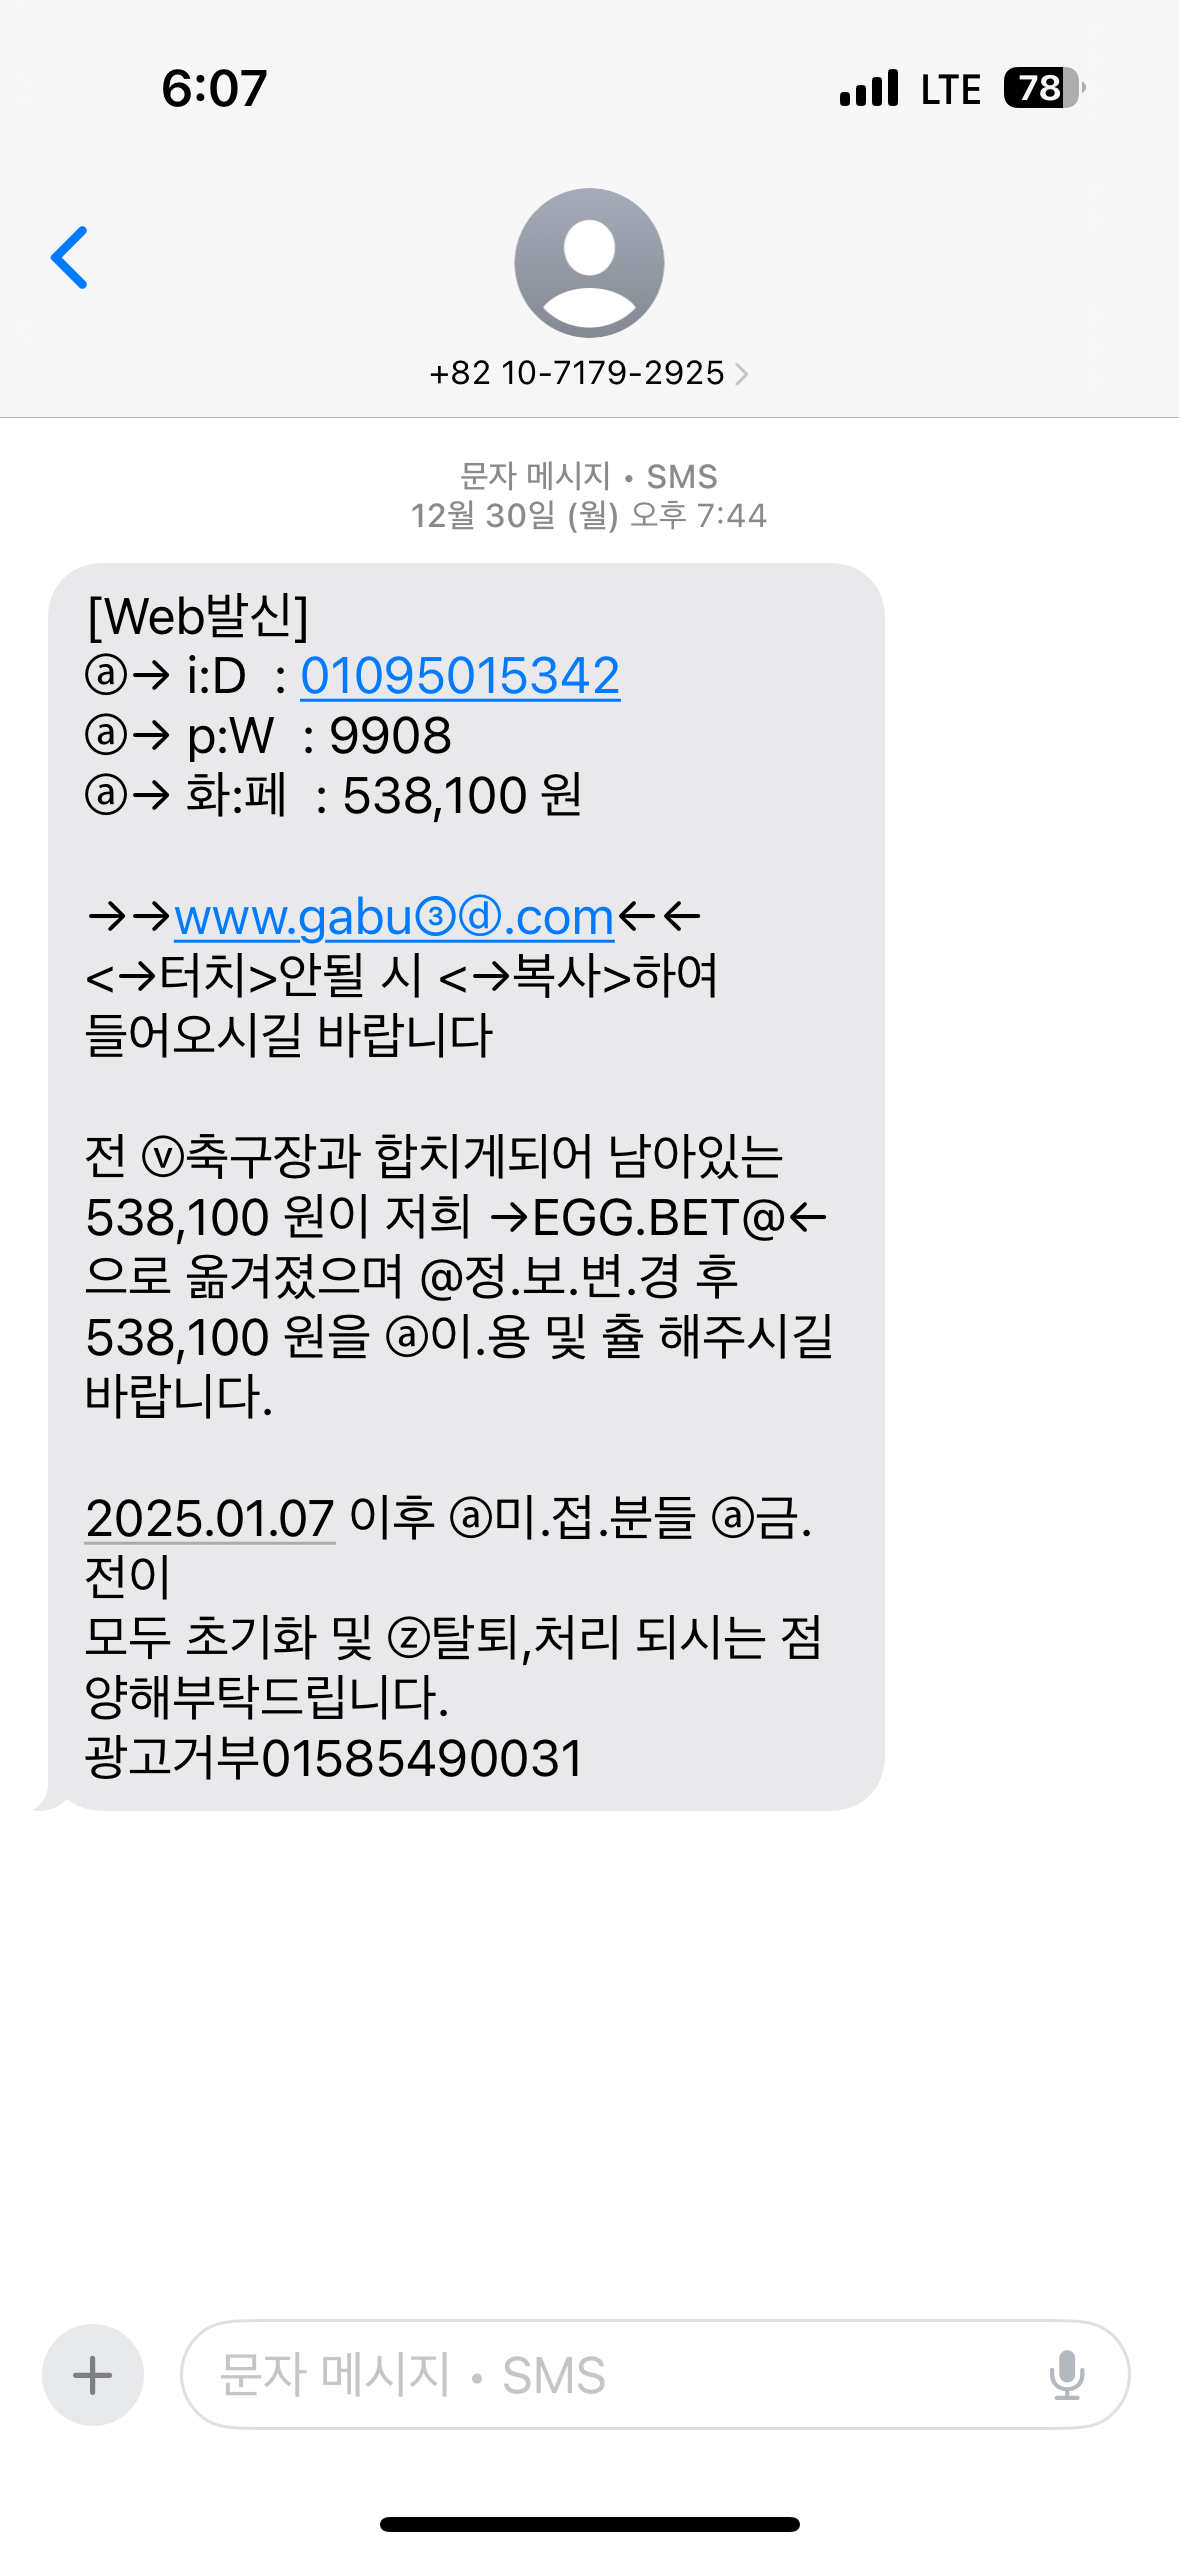 6:07
LTE
78
+82 10-7179-2925
문자 메시지 • SMS
12월 30일 (월) 오후 7:44
[Web발신]
ⓐ→ i:D  : 01095015342
ⓐ→ p:W  : 9908
ⓐ→ 화:페  : 538,100 원
→→www.gabu③ⓓ.com←←
<→터치>안될 시 <→복사>하여
들어오시길 바랍니다
전 ⓥ축구장과 합치게되어 남아있는
538,100 원이 저희 →EGG.BET@←
으로 옮겨졌으며 @정.보.변.경 후
538,100 원을 ⓐ이.용 및 츌 해주시길
바랍니다.
2025.01.07 이후 ⓐ미.접.분들 ⓐ금.
전이
모두 초기화 및 ⓩ탈퇴,처리 되시는 점
양해부탁드립니다.
광고거부01585490031
문자 메시지 • SMS